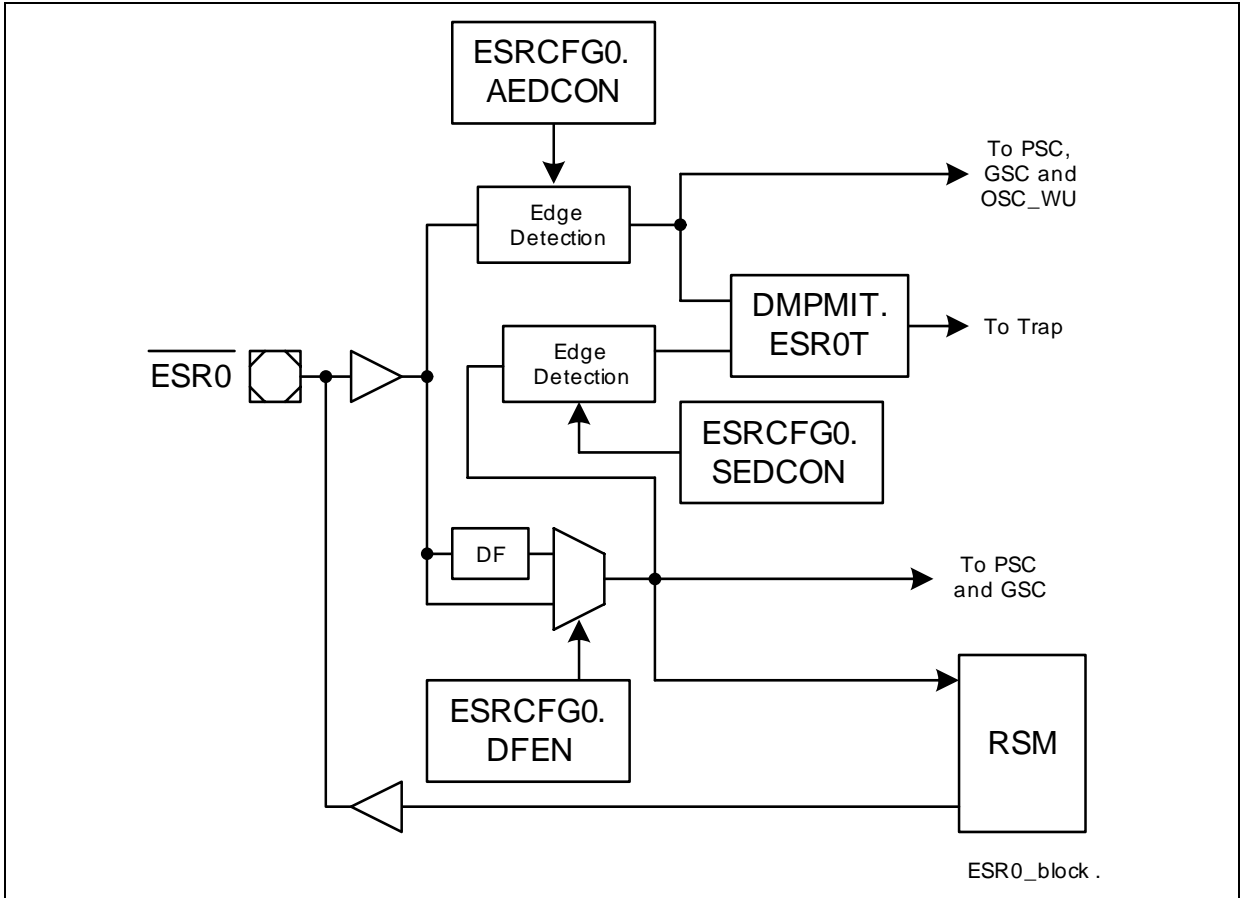 ESRCFG0.
AEDCON
To PSC,
GSC and
OSC_WU
Edge
Detection
DMPMIT.
ESR0T
To Trap
Edge
Detection
ESR0
ESRCFG0.
SEDCON
DF
To PSC
and GSC
ESRCFG0.
DFEN
RSM
ESR0_block .